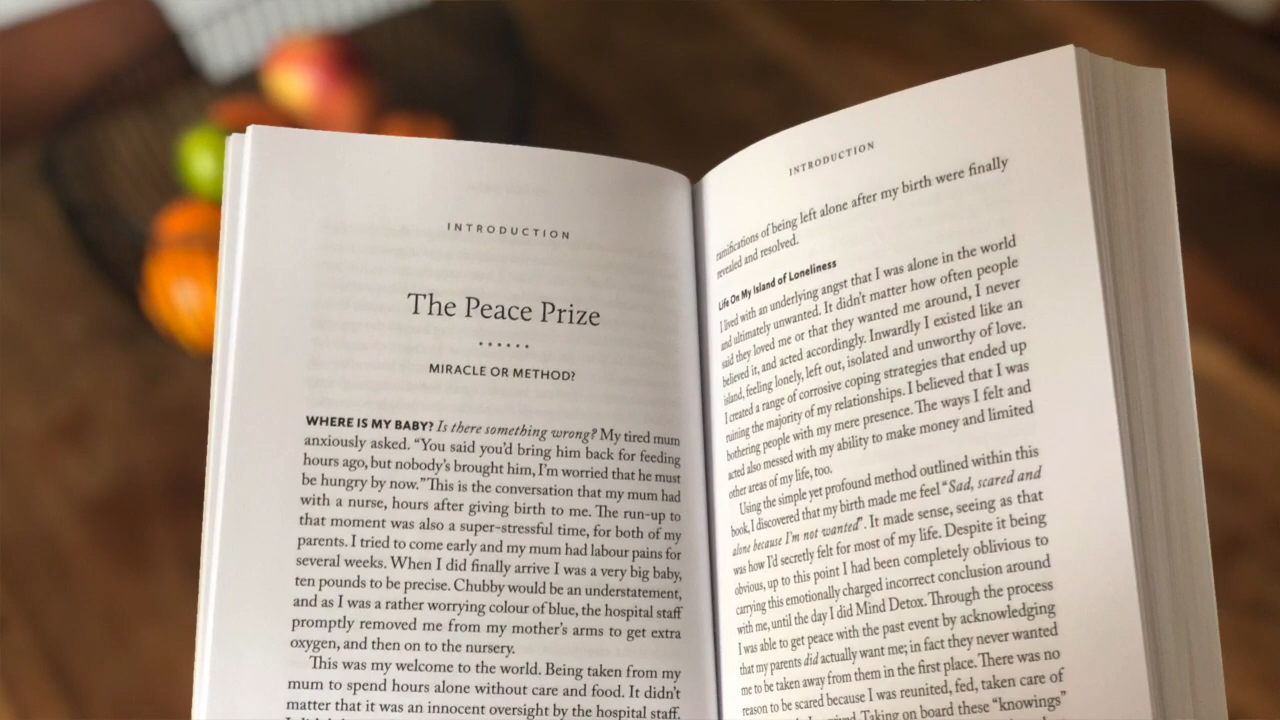 INTRODUCTION
The Peace Prize
......
MIRACLE OR METHOD?
WHERE IS MY BABY? Is there something wrong? My tired mum
anxiously asked. “You said you’d bring him back for feeding
hours ago, but nobody’s brought him, I’m worried that he must
be hungry by now.” This is the conversation that my mum had
with a nurse, hours after giving birth to me. The run-up to
that moment was also a super-stressful time, for both of my
parents. I tried to come early and my mum had labour pains for
several weeks. When I did finally arrive I was a very big baby,
ten pounds to be precise. Chubby would be an understatement,
and as I was a rather worrying colour of blue, the hospital staff
promptly removed me from my mother’s arms to get extra
oxygen, and then on to the nursery.
This was my welcome to the world. Being taken from my
mum to spend hours alone without care and food. It didn’t
matter that it was an innocent oversight by the hospital staff.
INTRODUCTION
ramifications of being left alone after my birth were finally
revealed and resolved.
Life On My Island of Loneliness
I lived with an underlying angst that I was alone in the world
and ultimately unwanted. It didn’t matter how often people
said they loved me or that they wanted me around, I never
believed it, and acted accordingly. Inwardly I existed like an
island, feeling lonely, left out, isolated and unworthy of love.
I created a range of corrosive coping strategies that ended up
ruining the majority of my relationships. I believed that I was
bothering people with my mere presence. The ways I felt and
acted also messed with my ability to make money and limited
other areas of my life, too.
Using the simple yet profound method outlined within this
book, I discovered that my birth made me feel “Sad, scared and
alone because I’m not wanted”. It made sense, seeing as that
was how I’d secretly felt for most of my life. Despite it being
obvious, up to this point I had been completely oblivious to
carrying this emotionally charged incorrect conclusion around
with me, until the day I did Mind Detox. Through the process
I was able to get peace with the past event by acknowledging
that my parents did actually want me; in fact they never wanted
me to be taken away from them in the first place. There was no
reason to be scared because I was reunited, fed, taken care of
Taking on board these “knowings”